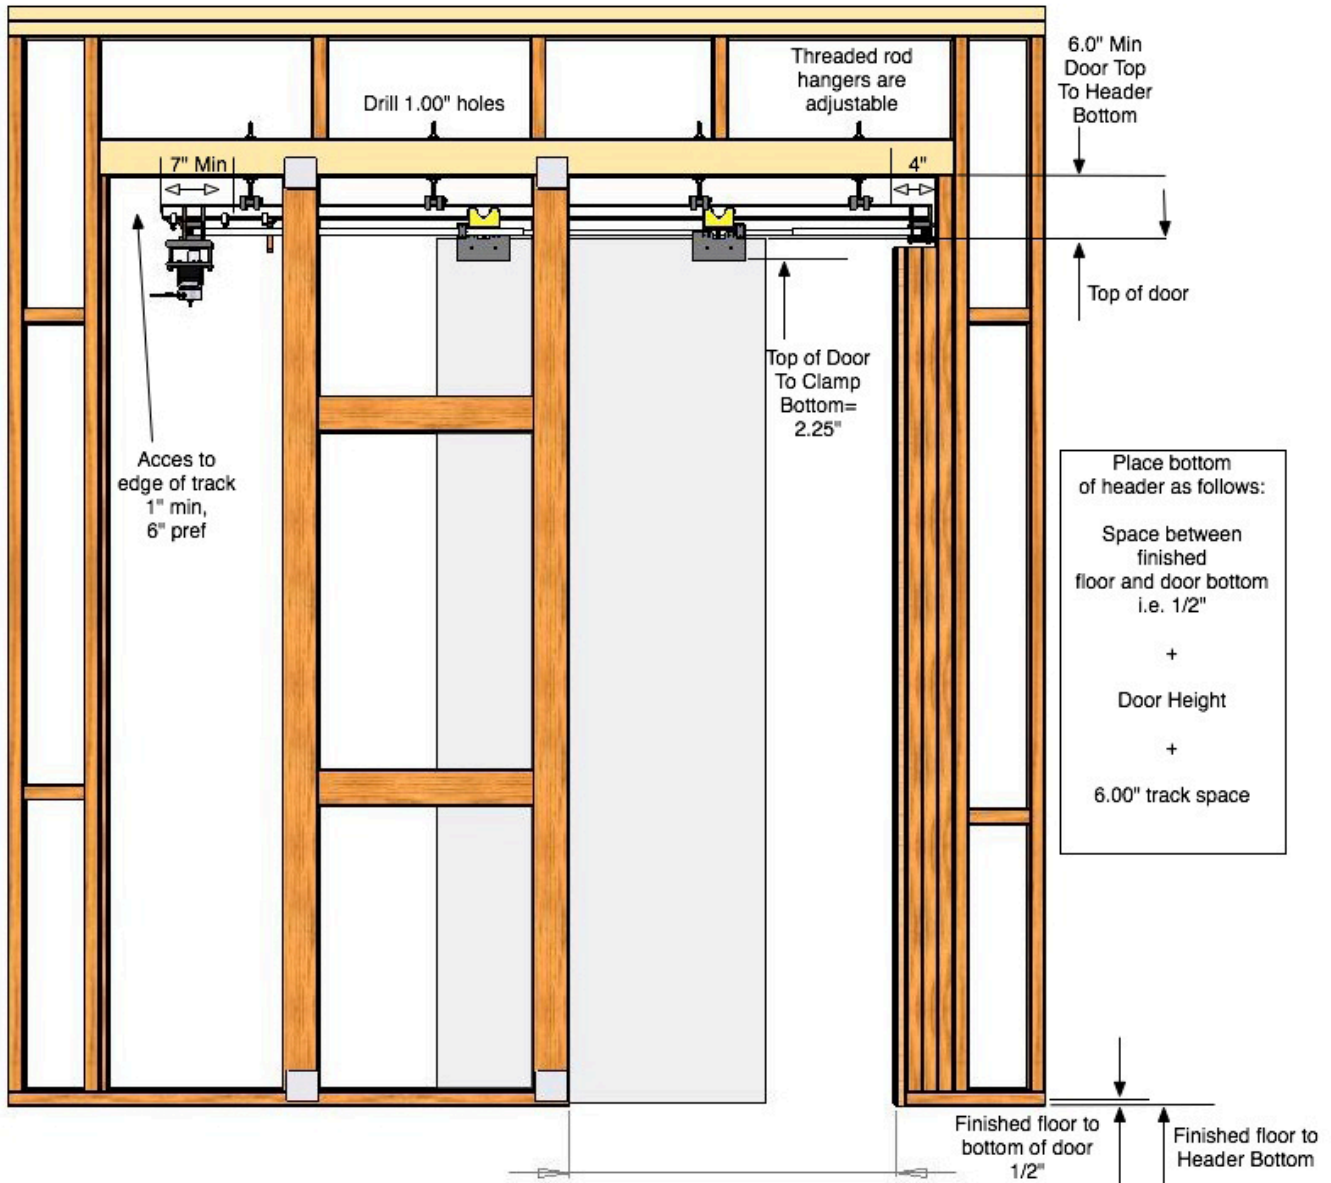 6.0" Min
Door Top
To Header
Bottom
Threaded rod
hangers are
adjustable
Drill 1.00" holes
7" Min
4"
Top of door
Top of Door
To Clamp
Bottom=
2.25"
Acces to
edge of track
1" min,
6" pref
Place bottom
of header as follows:
Space between
finished
floor and door bottom
i.e. 1/2"
+
Door Height
+
6.00" track space
Finished floor to
bottom of door
1/2"
Finished floor to
Header Bottom